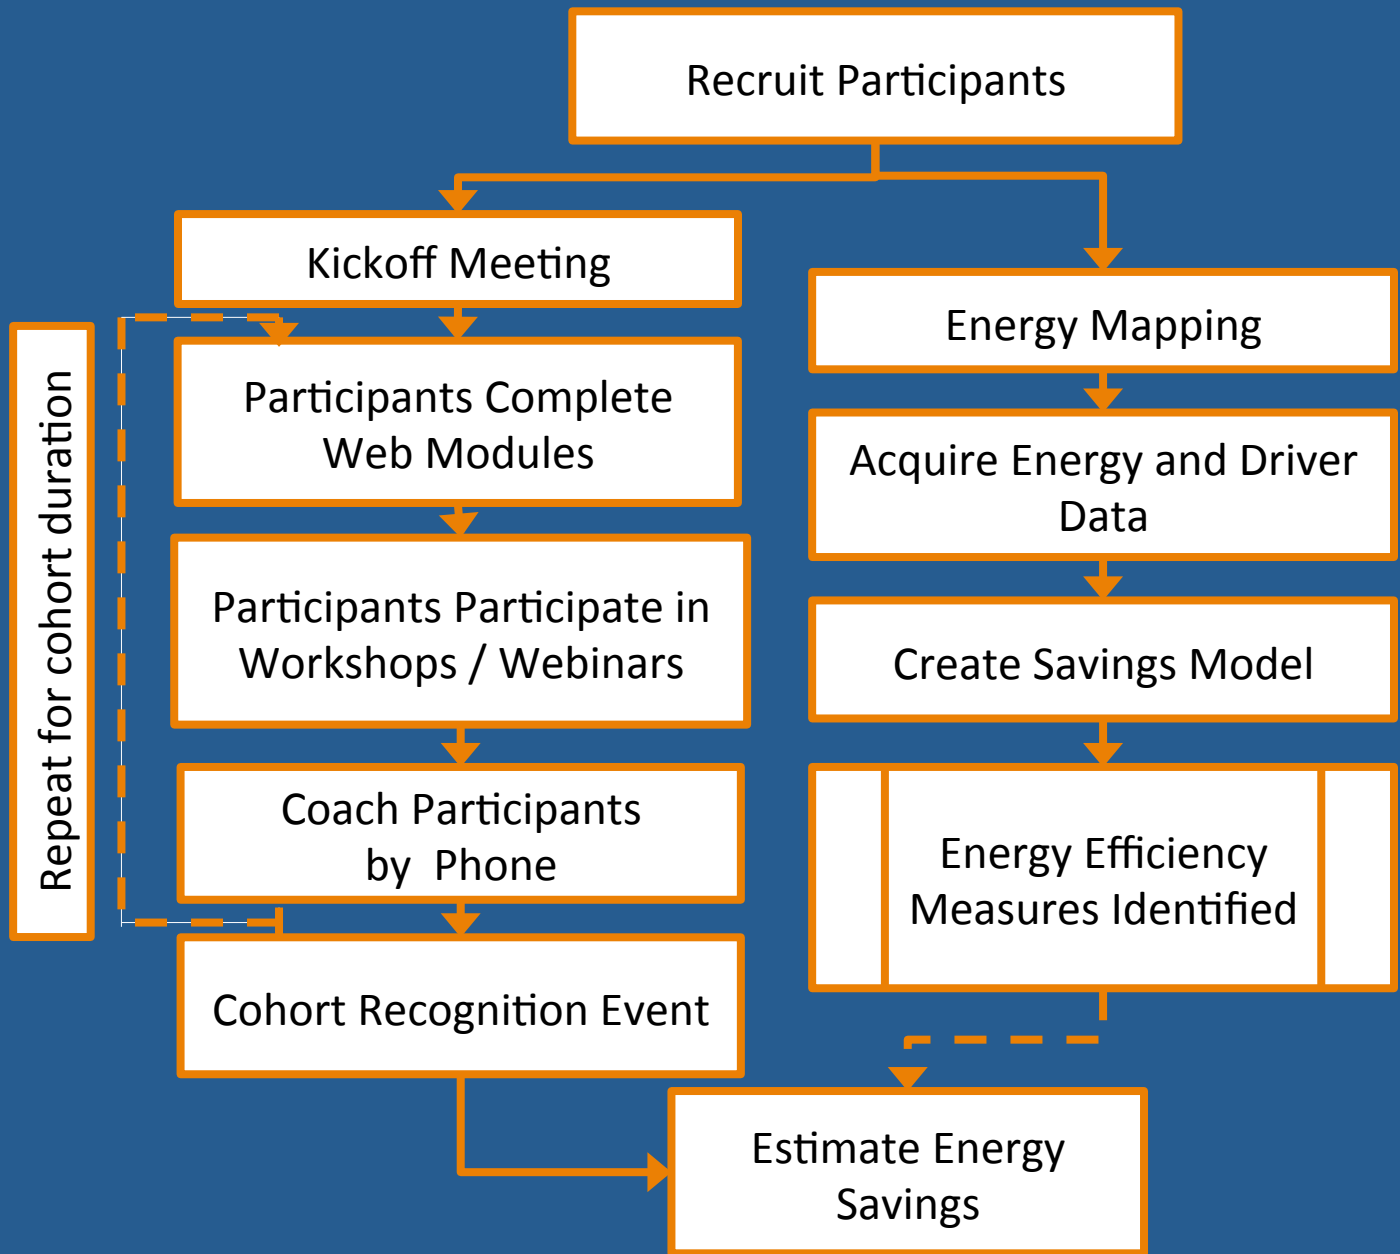 Recruit Participants
Kickoff Meeting
Energy Mapping
Repeat for cohort duration
Participants Complete
Web Modules
Acquire Energy and Driver
Data
Participants Participate in
Workshops / Webinars
Create Savings Model
Coach Participants
by Phone
Energy Efficiency
Measures Identified
Cohort Recognition Event
Estimate Energy
Savings